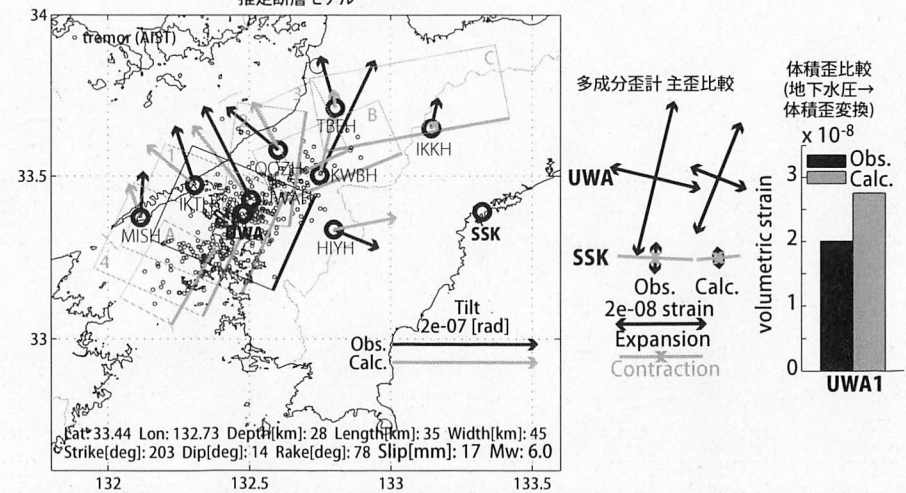 推定断層モデル
34
33.5
33
132
132.5
133
133.5
tremor (AIST)
C
B
TBEH
IKKH
1
2
OOZH
KWBH
IKTH
UWAH
MISH
A
UWA
HIYH
SSK
4
Tilt
2e-07 [rad]
Obs.
Calc.
Lat: 33.44 Lon: 132.73 Depth[km]: 28 Length[km]: 35 Width[km]: 45
Strike[deg]: 203 Dip[deg]: 14 Rake[deg]: 78 Slip[mm]: 17 Mw: 6.0
多成分歪計 主歪比較
UWA
SSK
Obs. Calc.
2e-08 strain
Expansion
Contraction
体積歪比較
(地下水圧→
体積歪変換)
x 10-8
Obs.
Calc.
3
2
1
0
volumetric strain
UWA1